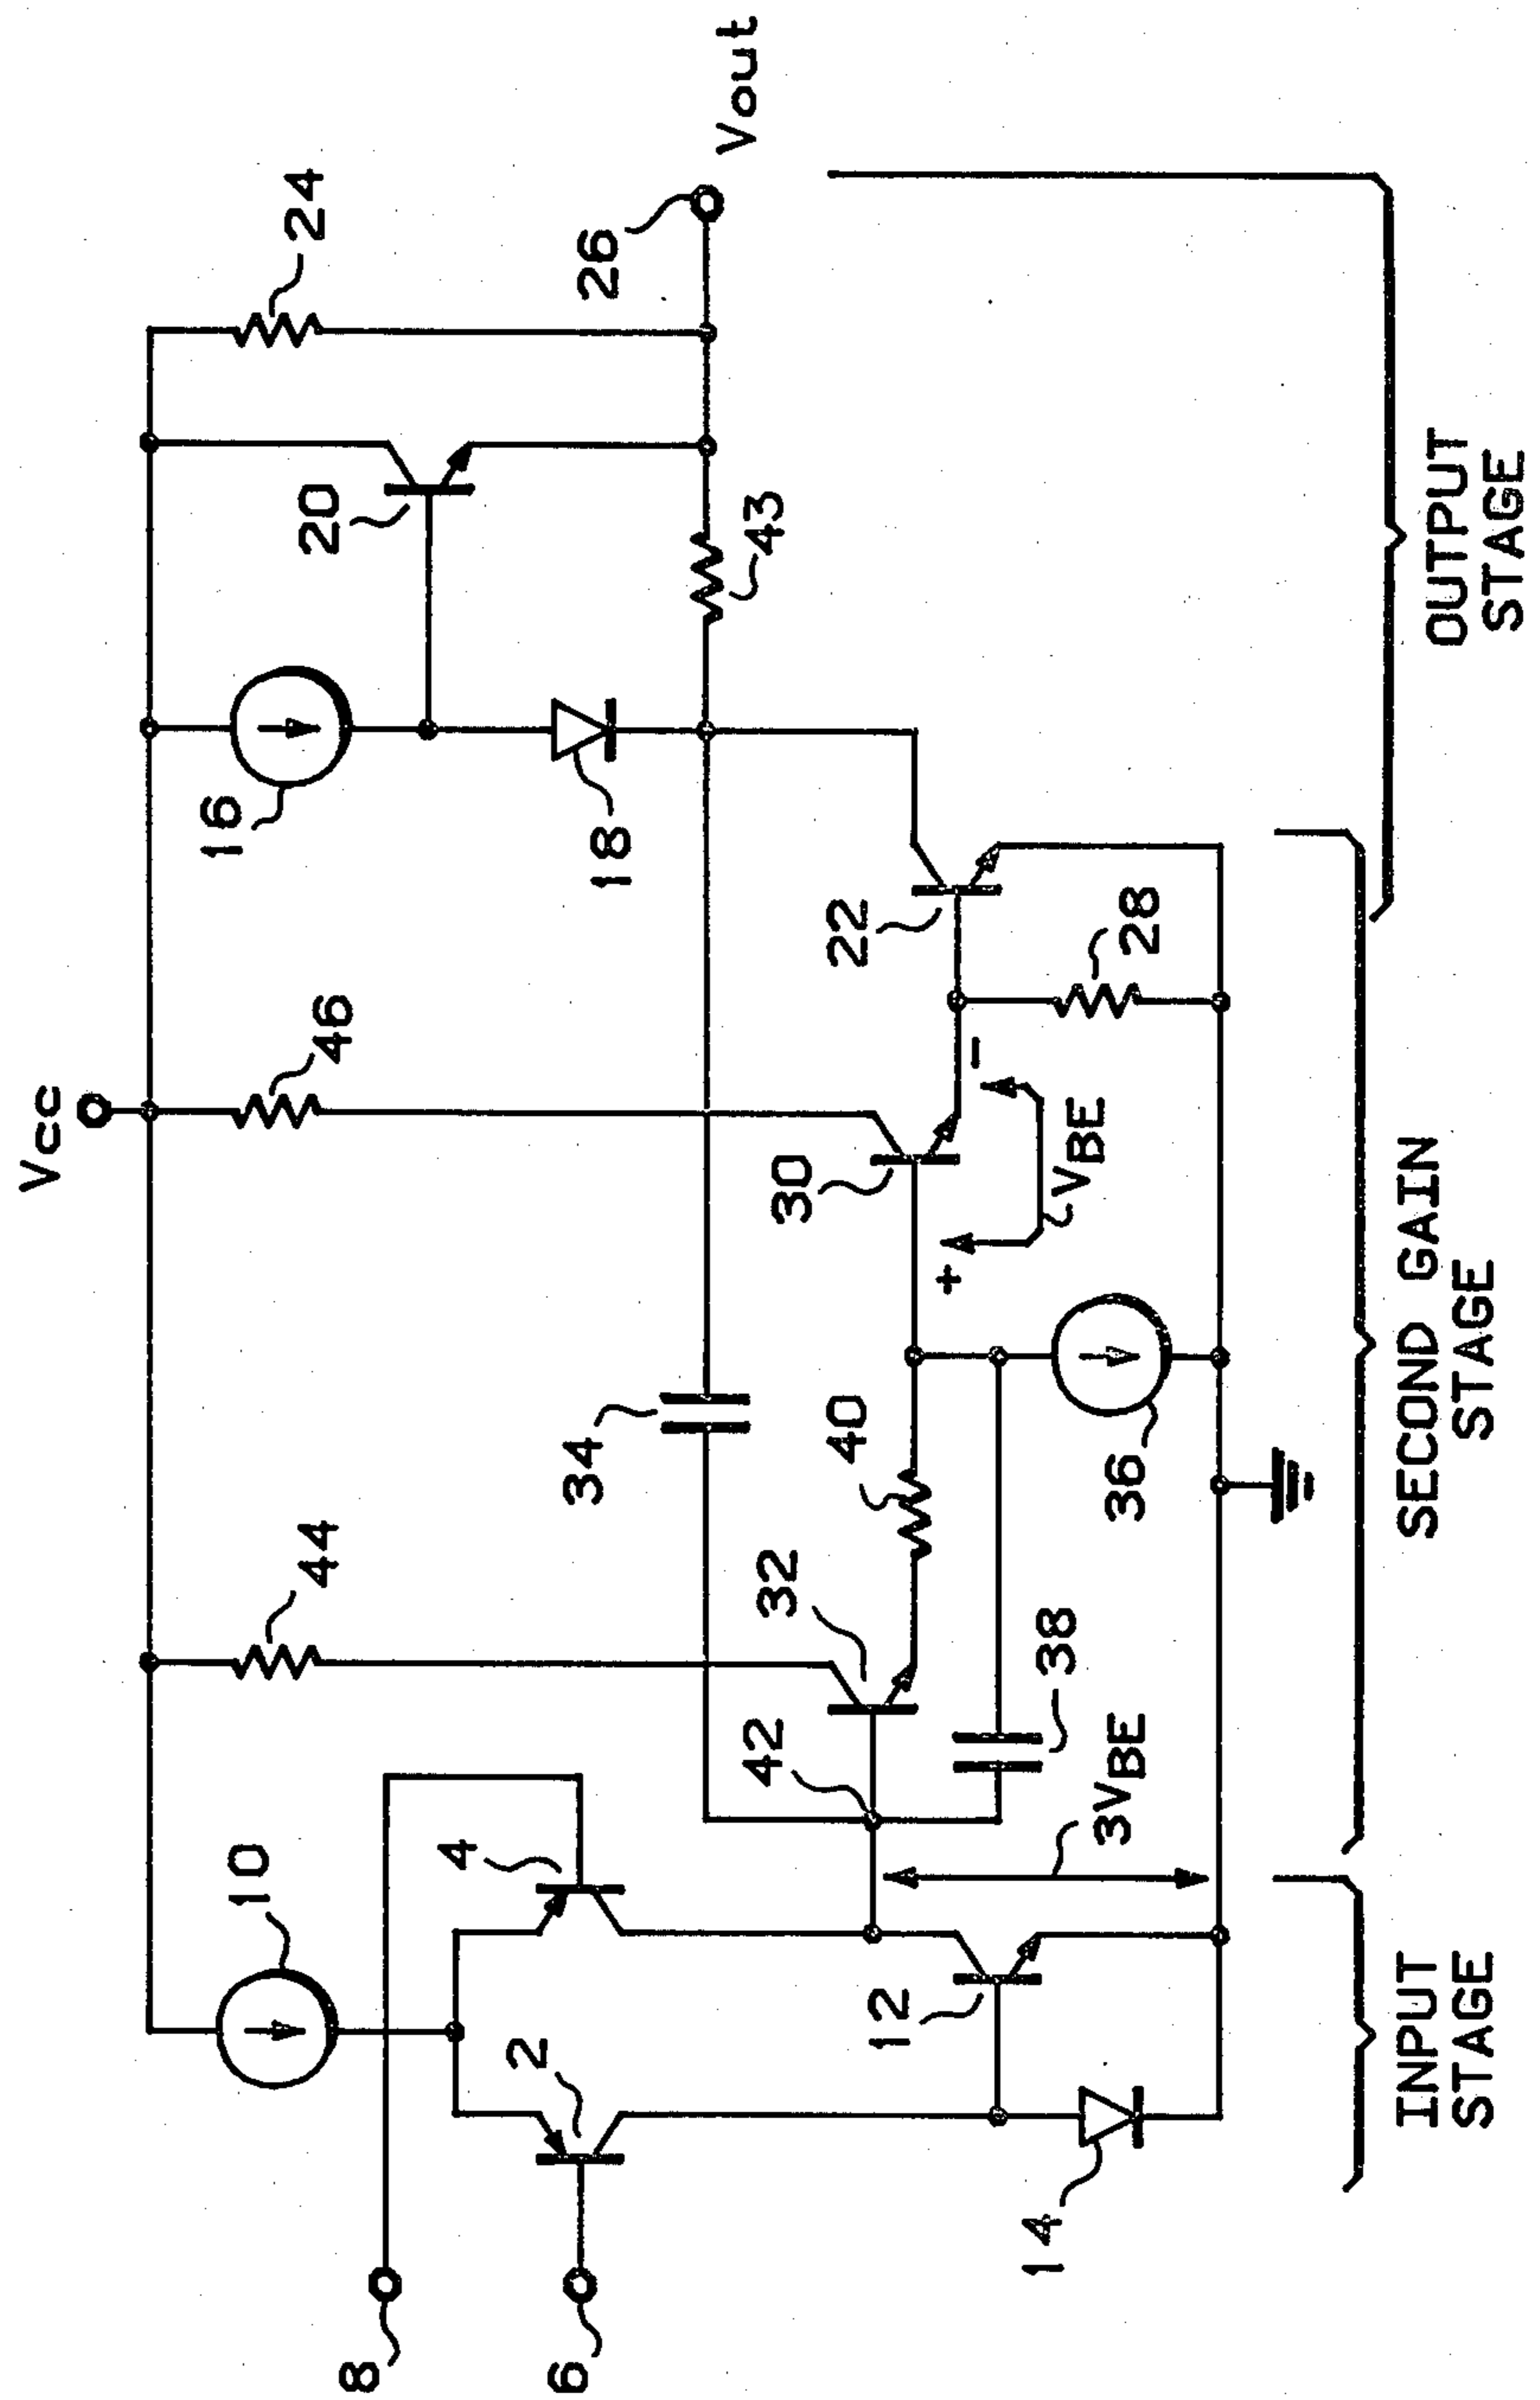 Vcc
10
44
46
16
24
8
4
20
6
2
34
18
26
Vout
42
32
40
30
43
12
+
-
22
VBE
14
3VBE
38
36
28
INPUT
STAGE
SECOND GAIN
STAGE
OUTPUT
STAGE